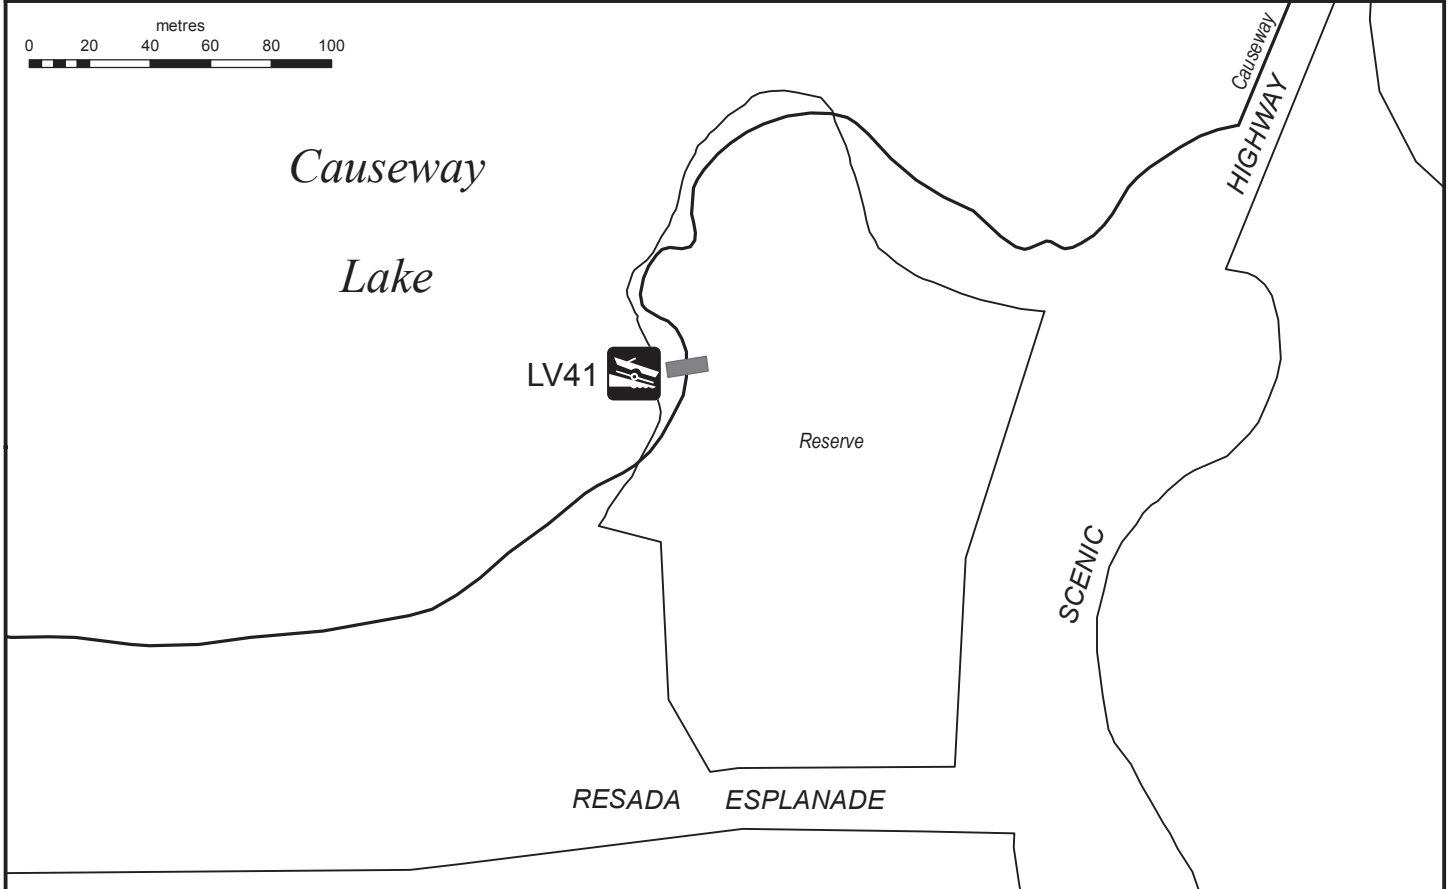 metres
0 20 40 60 80 100
Causeway
HIGHWAY
Causeway
Lake
LV41
Reserve
SCENIC
RESADA ESPLANADE